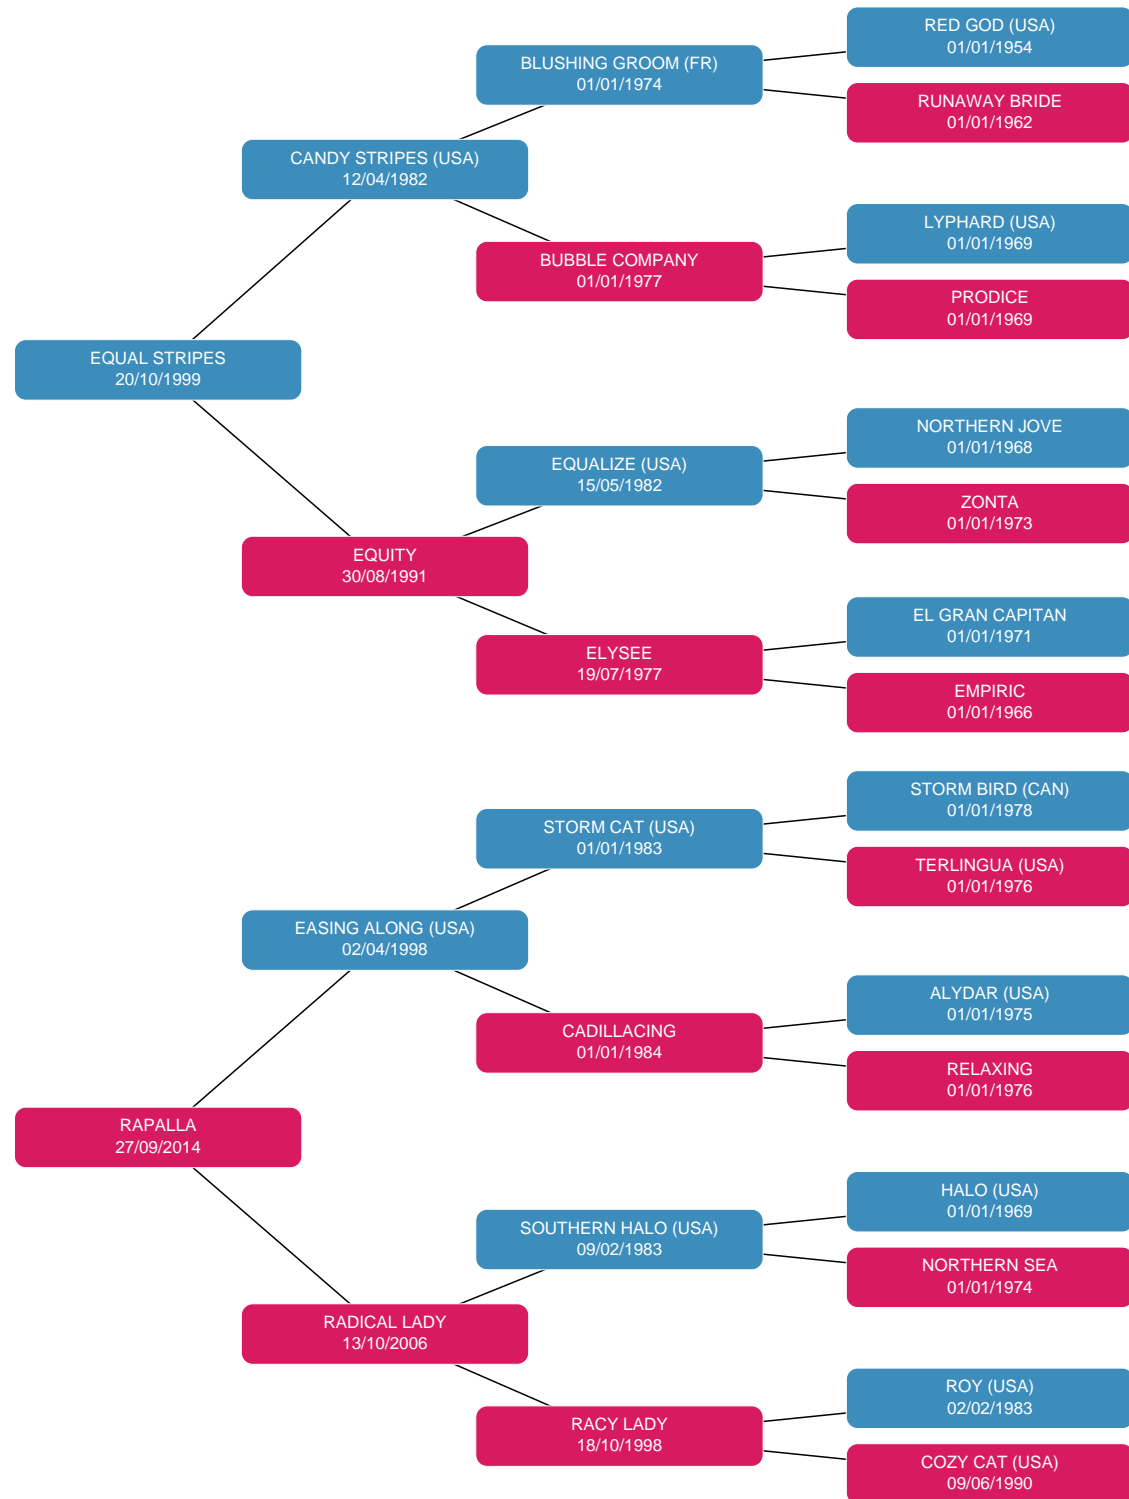 RED GOD (USA)
01/01/1954
BLUSHING GROOM (FR)
01/01/1974
RUNAWAY BRIDE
01/01/1962
CANDY STRIPES (USA)
12/04/1982
LYPHARD (USA)
01/01/1969
BUBBLE COMPANY
01/01/1977
PRODICE
01/01/1969
EQUAL STRIPES
20/10/1999
NORTHERN JOVE
01/01/1968
EQUALIZE (USA)
15/05/1982
ZONTA
01/01/1973
EQUITY
30/08/1991
EL GRAN CAPITAN
01/01/1971
ELYSEE
19/07/1977
EMPIRIC
01/01/1966
STORM BIRD (CAN)
01/01/1978
STORM CAT (USA)
01/01/1983
TERLINGUA (USA)
01/01/1976
EASING ALONG (USA)
02/04/1998
ALYDAR (USA)
01/01/1975
CADILLACING
01/01/1984
RELAXING
01/01/1976
RAPALLA
27/09/2014
HALO (USA)
01/01/1969
SOUTHERN HALO (USA)
09/02/1983
NORTHERN SEA
01/01/1974
RADICAL LADY
13/10/2006
ROY (USA)
02/02/1983
RACY LADY
18/10/1998
COZY CAT (USA)
09/06/1990